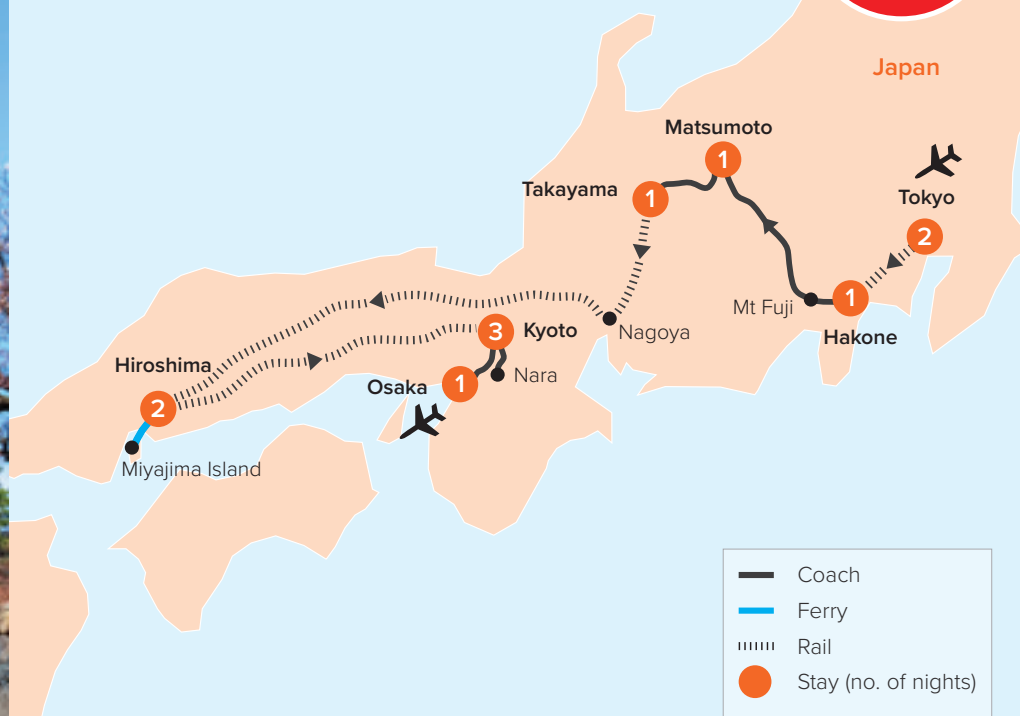 Japan
Matsumoto
1
Takayama
1
Tokyo
2
Mt Fuji
1
Hakone
Nagoya
3
Kyoto
Hiroshima
2
Osaka
1
Nara
Miyajima Island
Coach
Ferry
Rail
Stay (no. of nights)